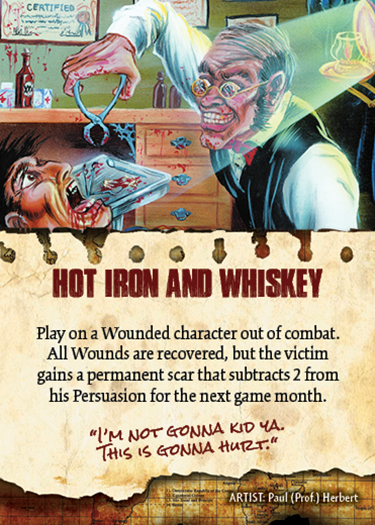 CERTIFIED
HOT IRON AND WHISKEY
Play on a Wounded character out of combat.
All Wounds are recovered, but the victim
gains a permanent scar that subtracts 2 from
his Persuasion for the next game month.
“I'M NOT GONNA KID YA.
THIS IS GONNA HURT.“
ARTIST: Paul (Prof.) Herbert